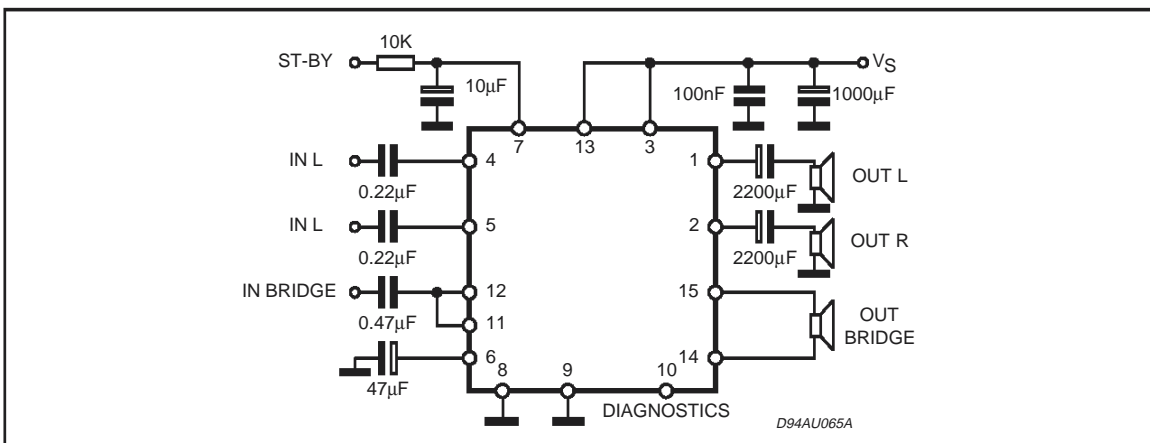 10K
ST-BY
VS
10µF
100nF
1000µF
7
13
3
IN L
4
1
0.22µF
2200µF
OUT L
IN L
5
2
0.22µF
2200µF
OUT R
IN BRIDGE
12
15
0.47µF
11
OUT
BRIDGE
6
14
47µF
8
9
10
DIAGNOSTICS
D94AU065A